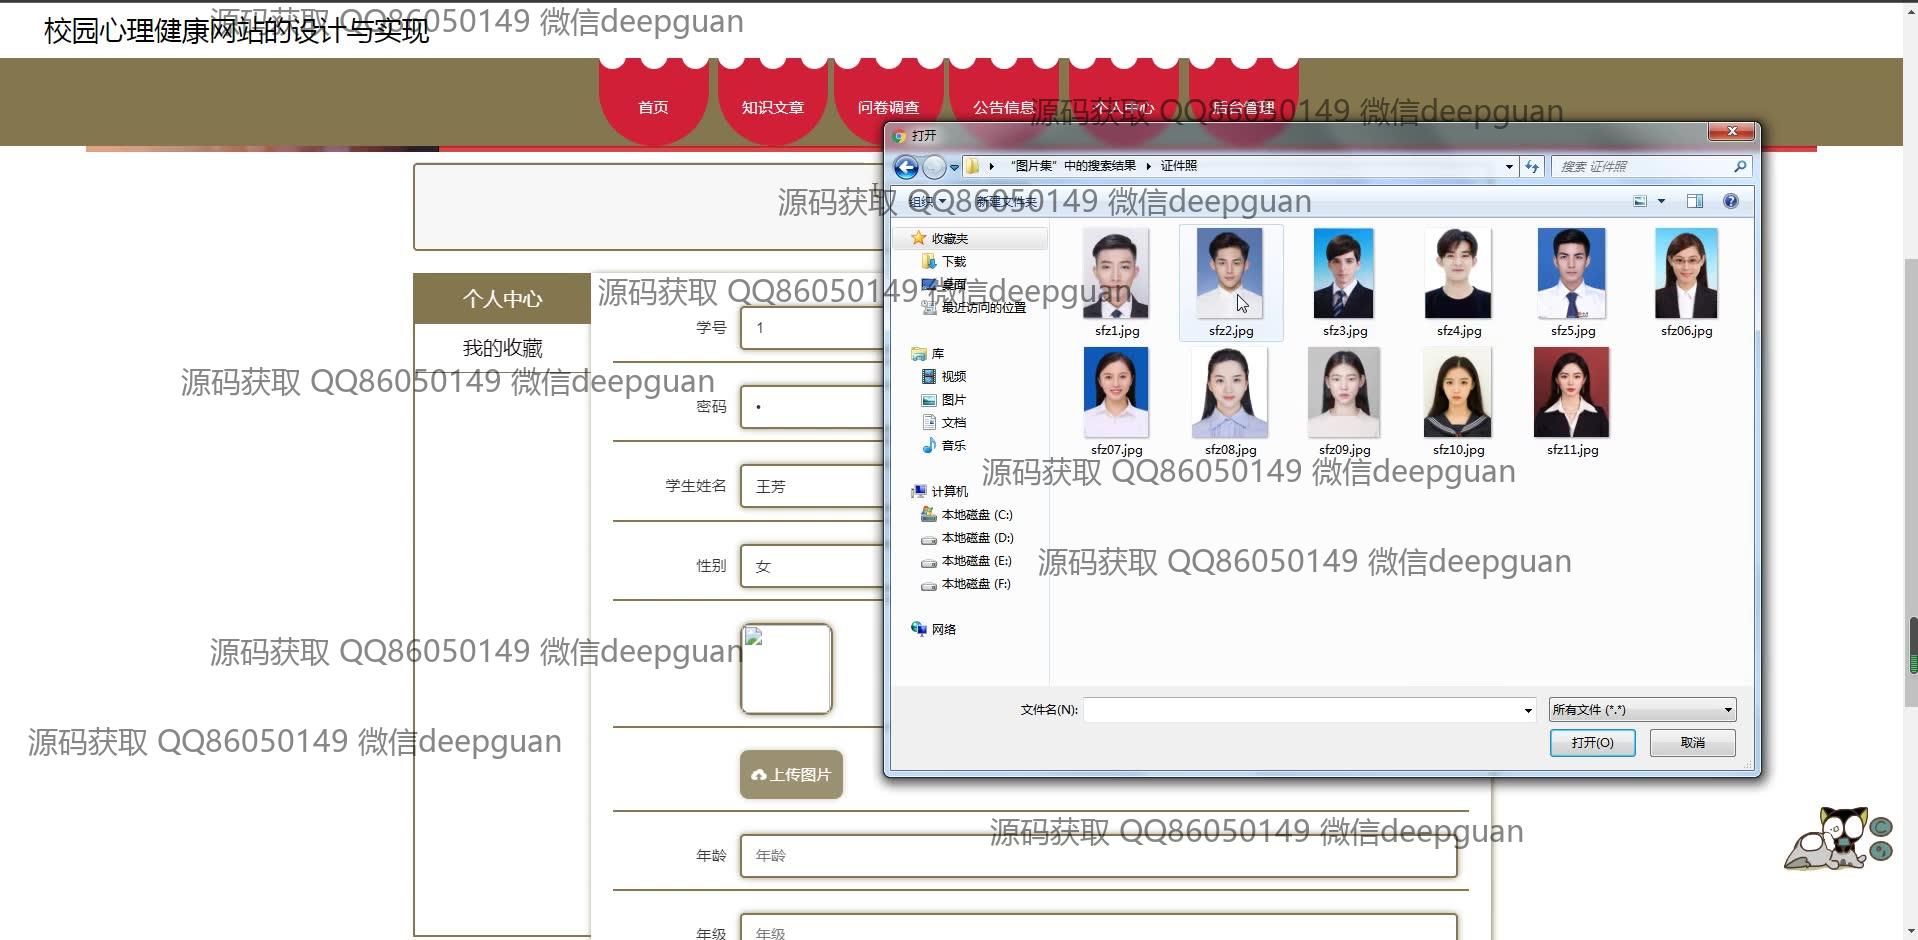 校园心理健康网站的设计与实现
源码获取 QQ86050149 微信deepguan
首页
知识文章
问卷调查
公告信息
个人中心
后台管理
源码获取 QQ86050149 微信deepguan
打开
“图片集”中的搜索结果
证件照
搜索 证件照
源码获取 QQ86050149 微信deepguan
组织
新建文件夹
收藏夹
下载
桌面
最近访问的位置
库
视频
图片
文档
音乐
计算机
本地磁盘 (C:)
本地磁盘 (D:)
本地磁盘 (E:)
本地磁盘 (F:)
网络
sfz1.jpg
sfz2.jpg
sfz3.jpg
sfz4.jpg
sfz5.jpg
sfz06.jpg
sfz07.jpg
sfz08.jpg
sfz09.jpg
sfz10.jpg
sfz11.jpg
源码获取 QQ86050149 微信deepguan
源码获取 QQ86050149 微信deepguan
文件名(N):
所有文件 (*.*)
打开(O)
取消
个人中心
我的收藏
源码获取 QQ86050149 微信deepguan
学号
1
源码获取 QQ86050149 微信deepguan
密码
•
学生姓名
王芳
性别
女
源码获取 QQ86050149 微信deepguan
源码获取 QQ86050149 微信deepguan
上传图片
源码获取 QQ86050149 微信deepguan
年龄
年龄
年级
年级